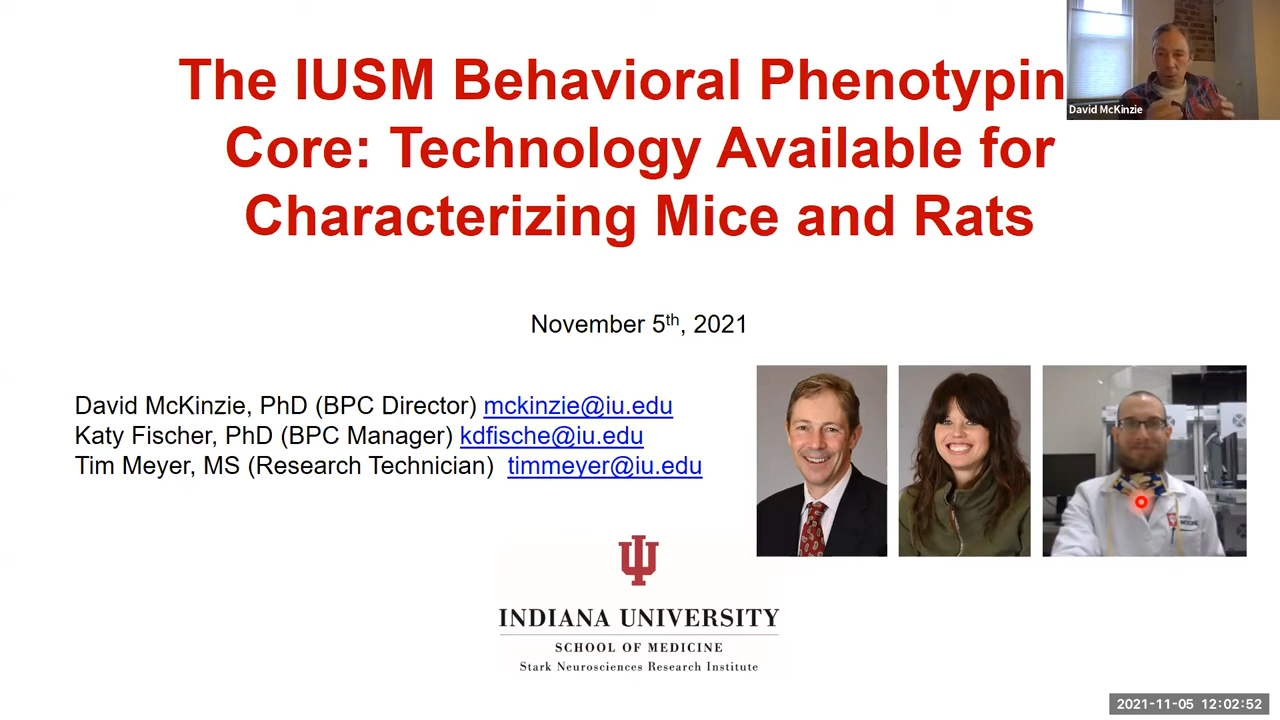 The IUSM Behavioral Phenotypin
Core: Technology Available for
Characterizing Mice and Rats
David McKinzie
November 5th, 2021
David McKinzie, PhD (BPC Director) mckinzie@iu.edu
Katy Fischer, PhD (BPC Manager) kdfische@iu.edu
Tim Meyer, MS (Research Technician) timmeyer@iu.edu
INDIANA UNIVERSITY
SCHOOL OF MEDICINE
Stark Neurosciences Research Institute
2021-11-05 12:02:52